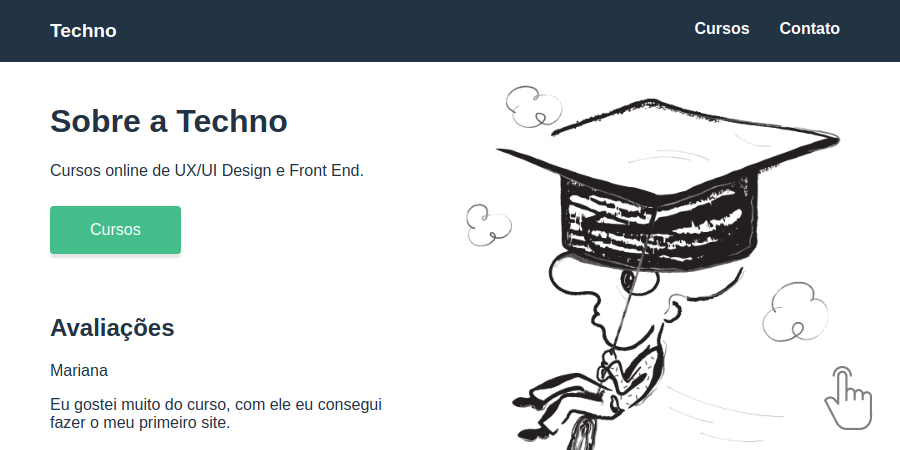 Techno
Cursos
Contato
Sobre a Techno
Cursos online de UX/UI Design e Front End.
Cursos
Avaliações
Mariana
Eu gostei muito do curso, com ele eu consegui
fazer o meu primeiro site.